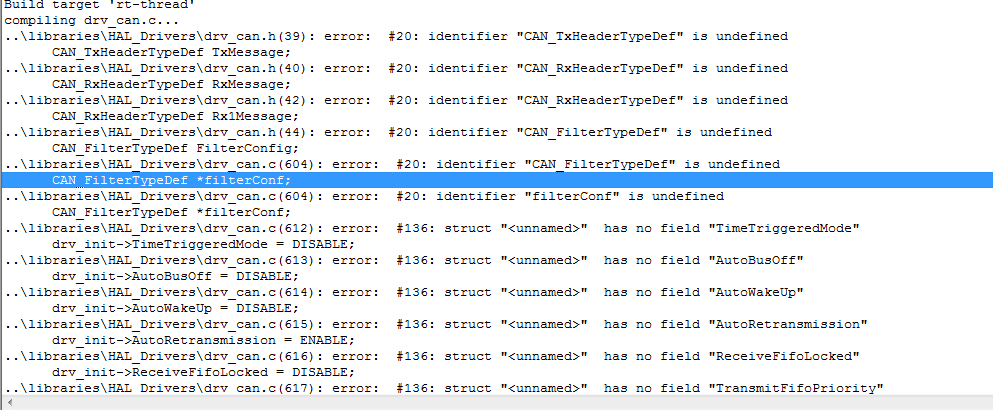 Build target 'rt-thread'
compiling drv_can.c...
..\libraries\HAL_Drivers\drv_can.h(39): error:  #20: identifier "CAN_TxHeaderTypeDef" is undefined
      CAN_TxHeaderTypeDef TxMessage;
..\libraries\HAL_Drivers\drv_can.h(40): error:  #20: identifier "CAN_RxHeaderTypeDef" is undefined
      CAN_RxHeaderTypeDef RxMessage;
..\libraries\HAL_Drivers\drv_can.h(42): error:  #20: identifier "CAN_RxHeaderTypeDef" is undefined
      CAN_RxHeaderTypeDef Rx1Message;
..\libraries\HAL_Drivers\drv_can.h(44): error:  #20: identifier "CAN_FilterTypeDef" is undefined
      CAN_FilterTypeDef FilterConfig;
..\libraries\HAL_Drivers\drv_can.c(604): error:  #20: identifier "CAN_FilterTypeDef" is undefined
      CAN_FilterTypeDef *filterConf;
..\libraries\HAL_Drivers\drv_can.c(604): error:  #20: identifier "filterConf" is undefined
      CAN_FilterTypeDef *filterConf;
..\libraries\HAL_Drivers\drv_can.c(612): error:  #136: struct "<unnamed>"  has no field "TimeTriggeredMode"
      drv_init->TimeTriggeredMode = DISABLE;
..\libraries\HAL_Drivers\drv_can.c(613): error:  #136: struct "<unnamed>"  has no field "AutoBusOff"
      drv_init->AutoBusOff = DISABLE;
..\libraries\HAL_Drivers\drv_can.c(614): error:  #136: struct "<unnamed>"  has no field "AutoWakeUp"
      drv_init->AutoWakeUp = DISABLE;
..\libraries\HAL_Drivers\drv_can.c(615): error:  #136: struct "<unnamed>"  has no field "AutoRetransmission"
      drv_init->AutoRetransmission = ENABLE;
..\libraries\HAL_Drivers\drv_can.c(616): error:  #136: struct "<unnamed>"  has no field "ReceiveFifoLocked"
      drv_init->ReceiveFifoLocked = DISABLE;
..\libraries\HAL_Drivers\drv_can.c(617): error:  #136: struct "<unnamed>"  has no field "TransmitFifoPriority"